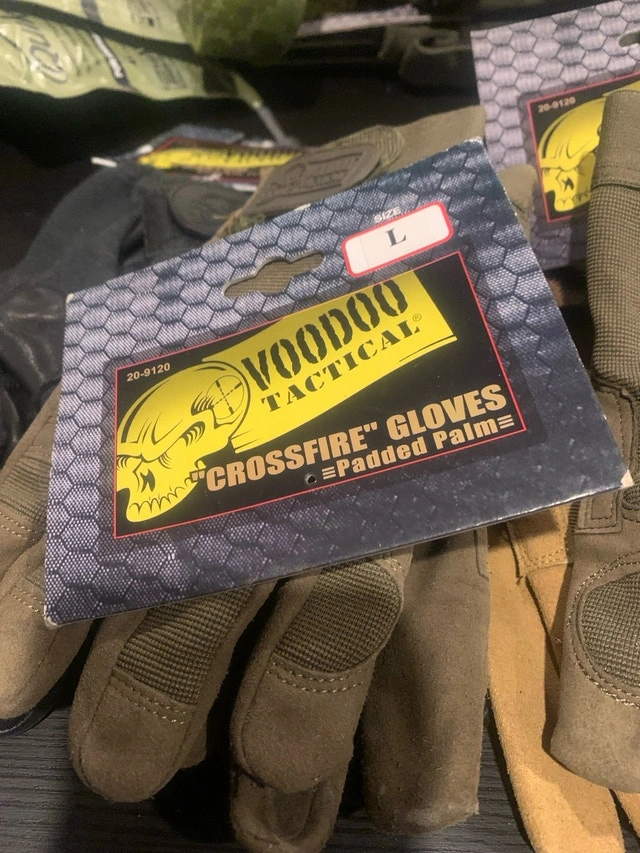 20-9120
SIZE
L
20-9120
VOODOO
TACTICAL®
"CROSSFIRE" GLOVES
≡Padded Palm≡